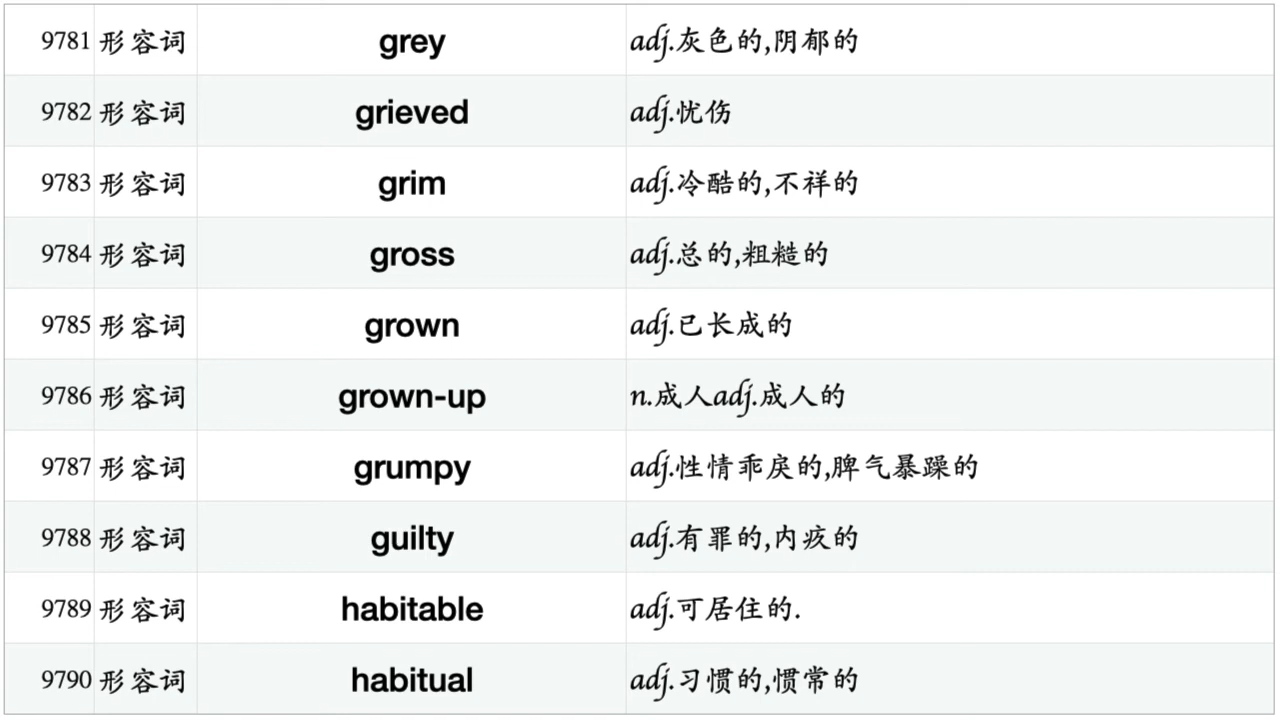 9781 形容词 grey adj.灰色的,阴郁的
9782 形容词 grieved adj.忧伤
9783 形容词 grim adj.冷酷的,不祥的
9784 形容词 gross adj.总的,粗糙的
9785 形容词 grown adj.已长成的
9786 形容词 grown-up n.成人adj.成人的
9787 形容词 grumpy adj.性情乖戾的,脾气暴躁的
9788 形容词 guilty adj.有罪的,内疚的
9789 形容词 habitable adj.可居住的.
9790 形容词 habitual adj.习惯的,惯常的